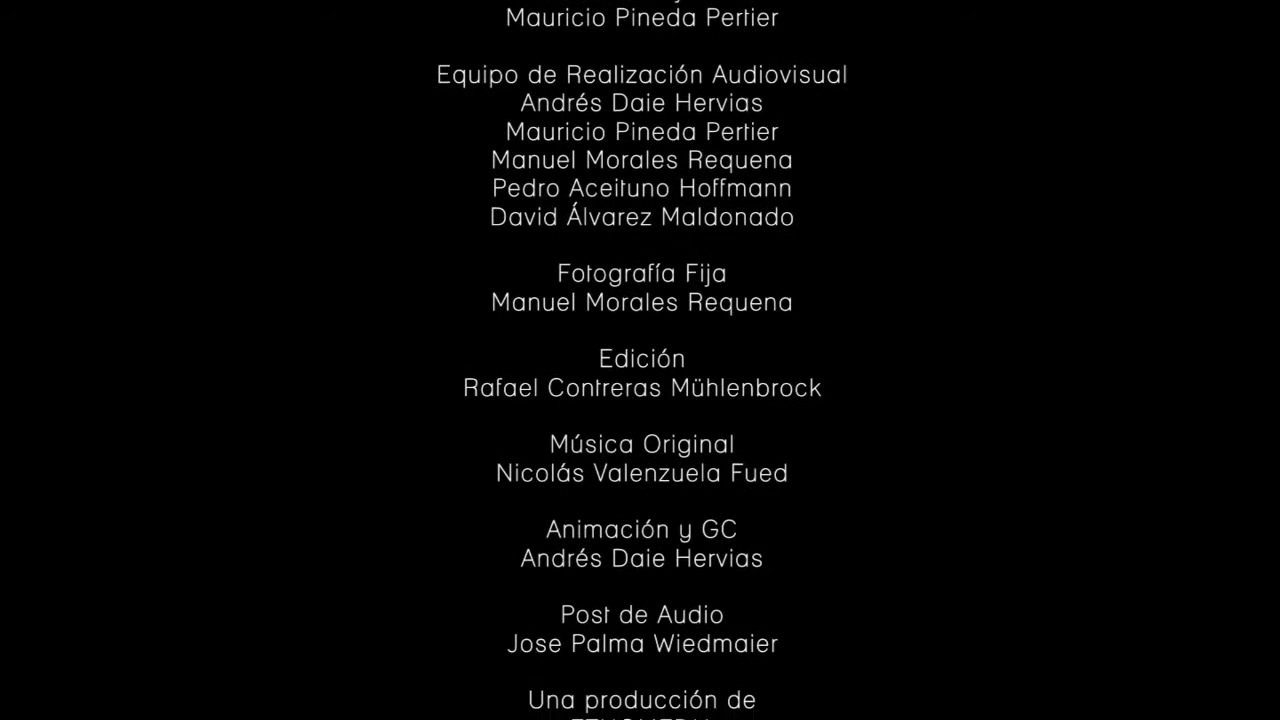 Mauricio Pineda Pertier
Equipo de Realización Audiovisual
Andrés Daie Hervias
Mauricio Pineda Pertier
Manuel Morales Requena
Pedro Aceituno Hoffmann
David Álvarez Maldonado
Fotografía Fija
Manuel Morales Requena
Edición
Rafael Contreras Mühlenbrock
Música Original
Nicolás Valenzuela Fued
Animación y GC
Andrés Daie Hervias
Post de Audio
Jose Palma Wiedmaier
Una producción de